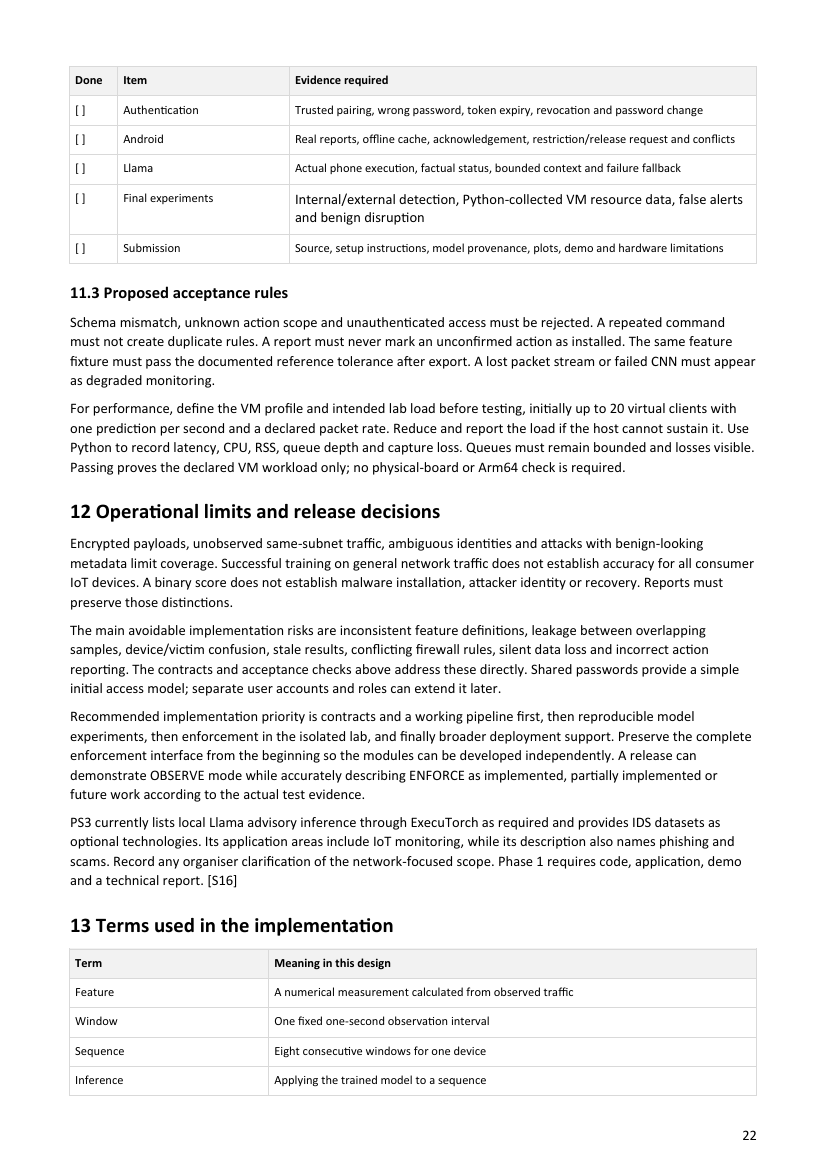 Done Item Evidence required
[ ] Authentication Trusted pairing, wrong password, token expiry, revocation and password change
[ ] Android Real reports, offline cache, acknowledgement, restriction/release request and conflicts
[ ] Llama Actual phone execution, factual status, bounded context and failure fallback
[ ] Final experiments Internal/external detection, Python-collected VM resource data, false alerts
and benign disruption
[ ] Submission Source, setup instructions, model provenance, plots, demo and hardware limitations
11.3 Proposed acceptance rules
Schema mismatch, unknown action scope and unauthenticated access must be rejected. A repeated command
must not create duplicate rules. A report must never mark an unconfirmed action as installed. The same feature
fixture must pass the documented reference tolerance after export. A lost packet stream or failed CNN must appear
as degraded monitoring.
For performance, define the VM profile and intended lab load before testing, initially up to 20 virtual clients with
one prediction per second and a declared packet rate. Reduce and report the load if the host cannot sustain it. Use
Python to record latency, CPU, RSS, queue depth and capture loss. Queues must remain bounded and losses visible.
Passing proves the declared VM workload only; no physical-board or Arm64 check is required.
12 Operational limits and release decisions
Encrypted payloads, unobserved same-subnet traffic, ambiguous identities and attacks with benign-looking
metadata limit coverage. Successful training on general network traffic does not establish accuracy for all consumer
IoT devices. A binary score does not establish malware installation, attacker identity or recovery. Reports must
preserve those distinctions.
The main avoidable implementation risks are inconsistent feature definitions, leakage between overlapping
samples, device/victim confusion, stale results, conflicting firewall rules, silent data loss and incorrect action
reporting. The contracts and acceptance checks above address these directly. Shared passwords provide a simple
initial access model; separate user accounts and roles can extend it later.
Recommended implementation priority is contracts and a working pipeline first, then reproducible model
experiments, then enforcement in the isolated lab, and finally broader deployment support. Preserve the complete
enforcement interface from the beginning so the modules can be developed independently. A release can
demonstrate OBSERVE mode while accurately describing ENFORCE as implemented, partially implemented or
future work according to the actual test evidence.
PS3 currently lists local Llama advisory inference through ExecuTorch as required and provides IDS datasets as
optional technologies. Its application areas include IoT monitoring, while its description also names phishing and
scams. Record any organiser clarification of the network-focused scope. Phase 1 requires code, application, demo
and a technical report. [S16]
13 Terms used in the implementation
Term Meaning in this design
Feature A numerical measurement calculated from observed traffic
Window One fixed one-second observation interval
Sequence Eight consecutive windows for one device
Inference Applying the trained model to a sequence
22